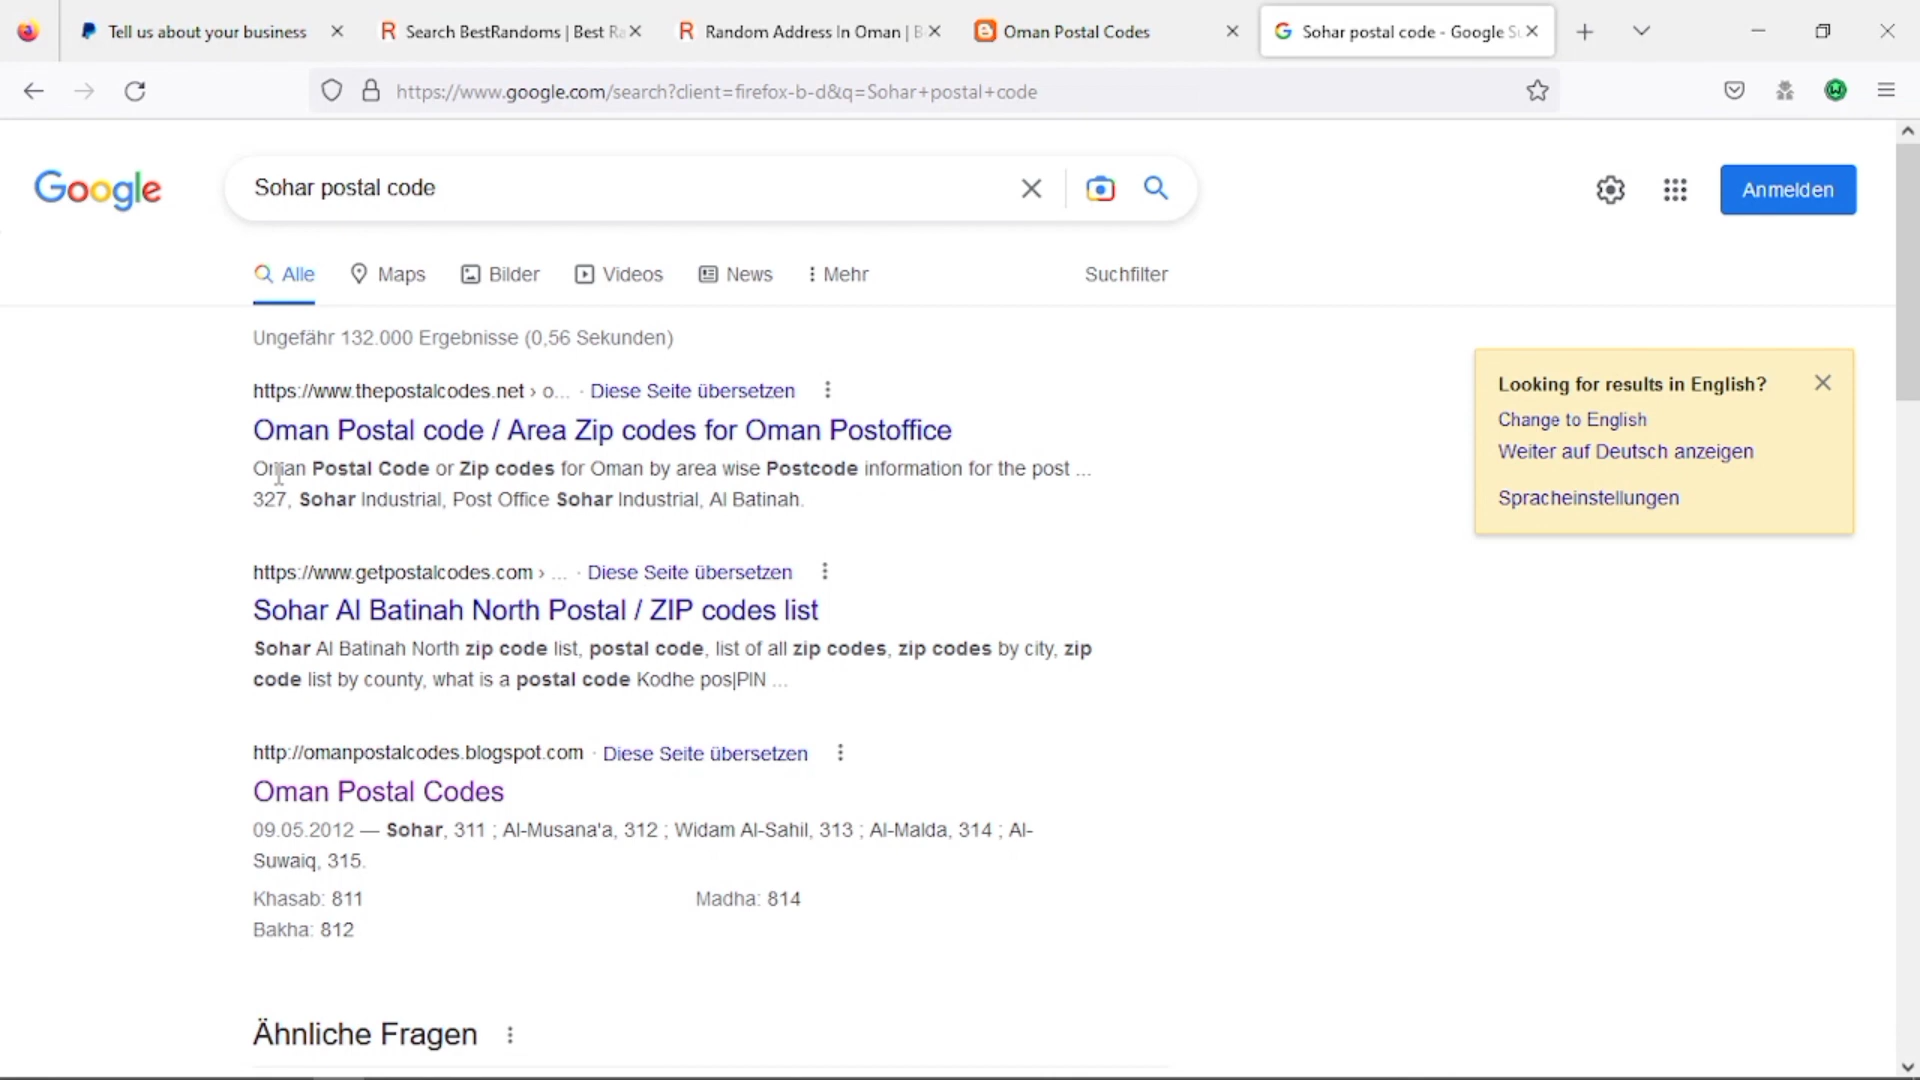 Tell us about your business
Search BestRandoms | Best Ra
Random Address In Oman | B
Oman Postal Codes
Sohar postal code - Google Su
https://www.google.com/search?client=firefox-b-d&q=Sohar+postal+code
Google
Sohar postal code
Anmelden
Alle
Maps
Bilder
Videos
News
Mehr
Suchfilter
Ungefähr 132.000 Ergebnisse (0,56 Sekunden)
https://www.thepostalcodes.net › o... · Diese Seite übersetzen
Oman Postal code / Area Zip codes for Oman Postoffice
Oman Postal Code or Zip codes for Oman by area wise Postcode information for the post ...
327, Sohar Industrial, Post Office Sohar Industrial, Al Batinah.
https://www.getpostalcodes.com › ... · Diese Seite übersetzen
Sohar Al Batinah North Postal / ZIP codes list
Sohar Al Batinah North zip code list, postal code, list of all zip codes, zip codes by city, zip
code list by county, what is a postal code Kodhe pos|PIN ...
http://omanpostalcodes.blogspot.com · Diese Seite übersetzen
Oman Postal Codes
09.05.2012 — Sohar, 311 ; Al-Musana'a, 312 ; Widam Al-Sahil, 313 ; Al-Malda, 314 ; Al-
Suwaiq, 315.
Khasab: 811
Madha: 814
Bakha: 812
Ähnliche Fragen
Looking for results in English?
Change to English
Weiter auf Deutsch anzeigen
Spracheinstellungen